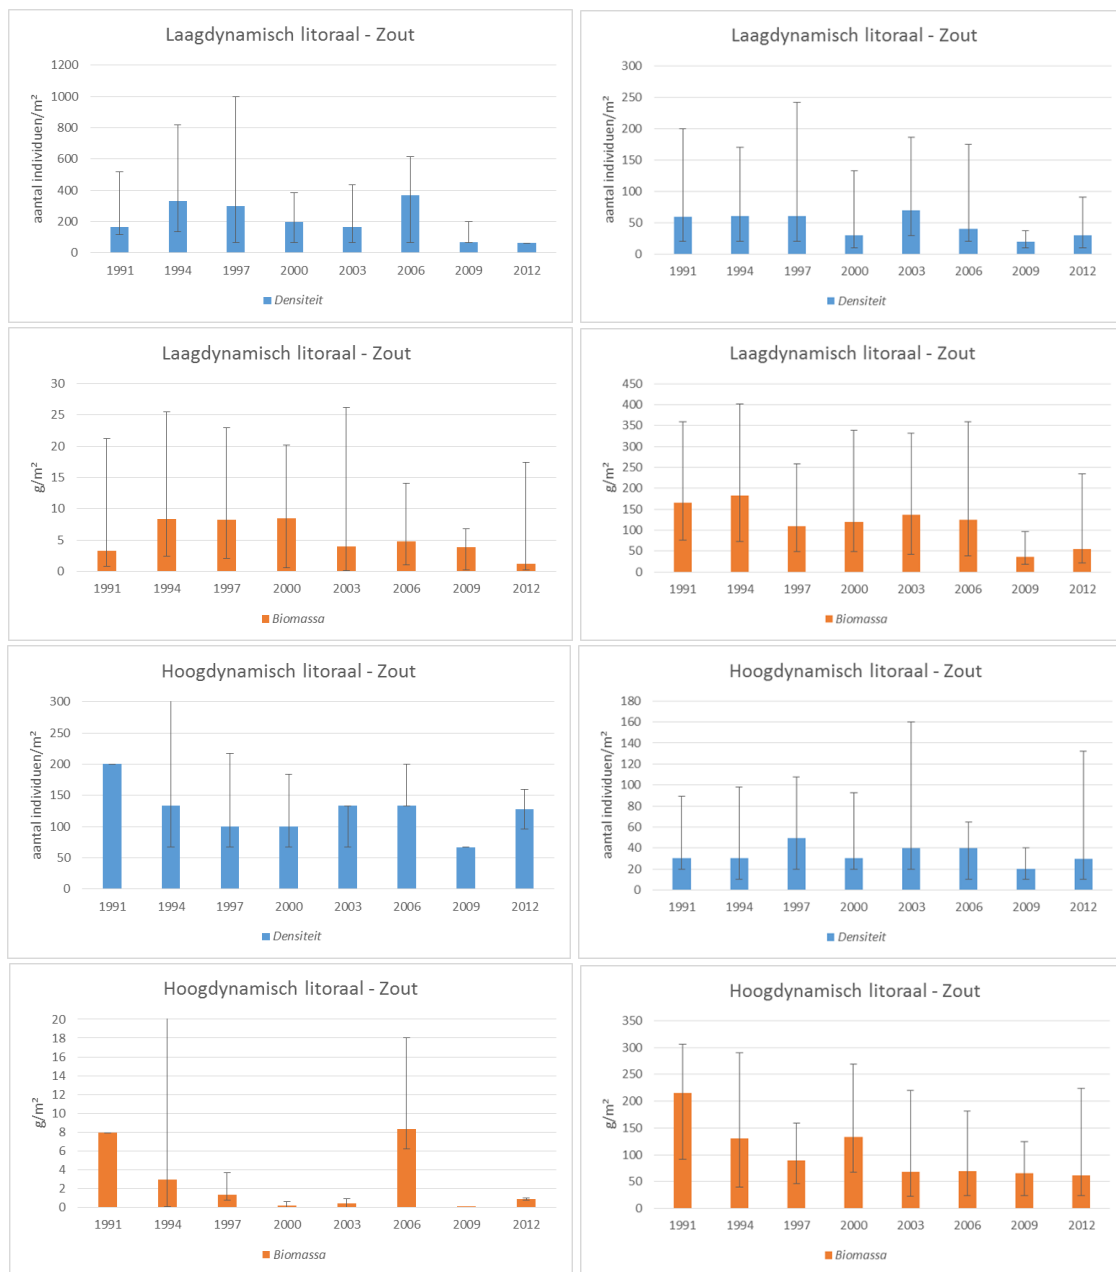 Laagdynamisch litoraal - Zout
aantal individuen/m²
1200
1000
800
600
400
200
0
1991 1994 1997 2000 2003 2006 2009 2012
Densiteit
Laagdynamisch litoraal - Zout
aantal individuen/m²
300
250
200
150
100
50
0
1991 1994 1997 2000 2003 2006 2009 2012
Densiteit
Laagdynamisch litoraal - Zout
g/m²
30
25
20
15
10
5
0
1991 1994 1997 2000 2003 2006 2009 2012
Biomassa
Laagdynamisch litoraal - Zout
g/m²
450
400
350
300
250
200
150
100
50
0
1991 1994 1997 2000 2003 2006 2009 2012
Biomassa
Hoogdynamisch litoraal - Zout
aantal individuen/m²
300
250
200
150
100
50
0
1991 1994 1997 2000 2003 2006 2009 2012
Densiteit
Hoogdynamisch litoraal - Zout
aantal individuen/m²
180
160
140
120
100
80
60
40
20
0
1991 1994 1997 2000 2003 2006 2009 2012
Densiteit
Hoogdynamisch litoraal - Zout
g/m²
20
18
16
14
12
10
8
6
4
2
0
1991 1994 1997 2000 2003 2006 2009 2012
Biomassa
Hoogdynamisch litoraal - Zout
g/m²
350
300
250
200
150
100
50
0
1991 1994 1997 2000 2003 2006 2009 2012
Biomassa